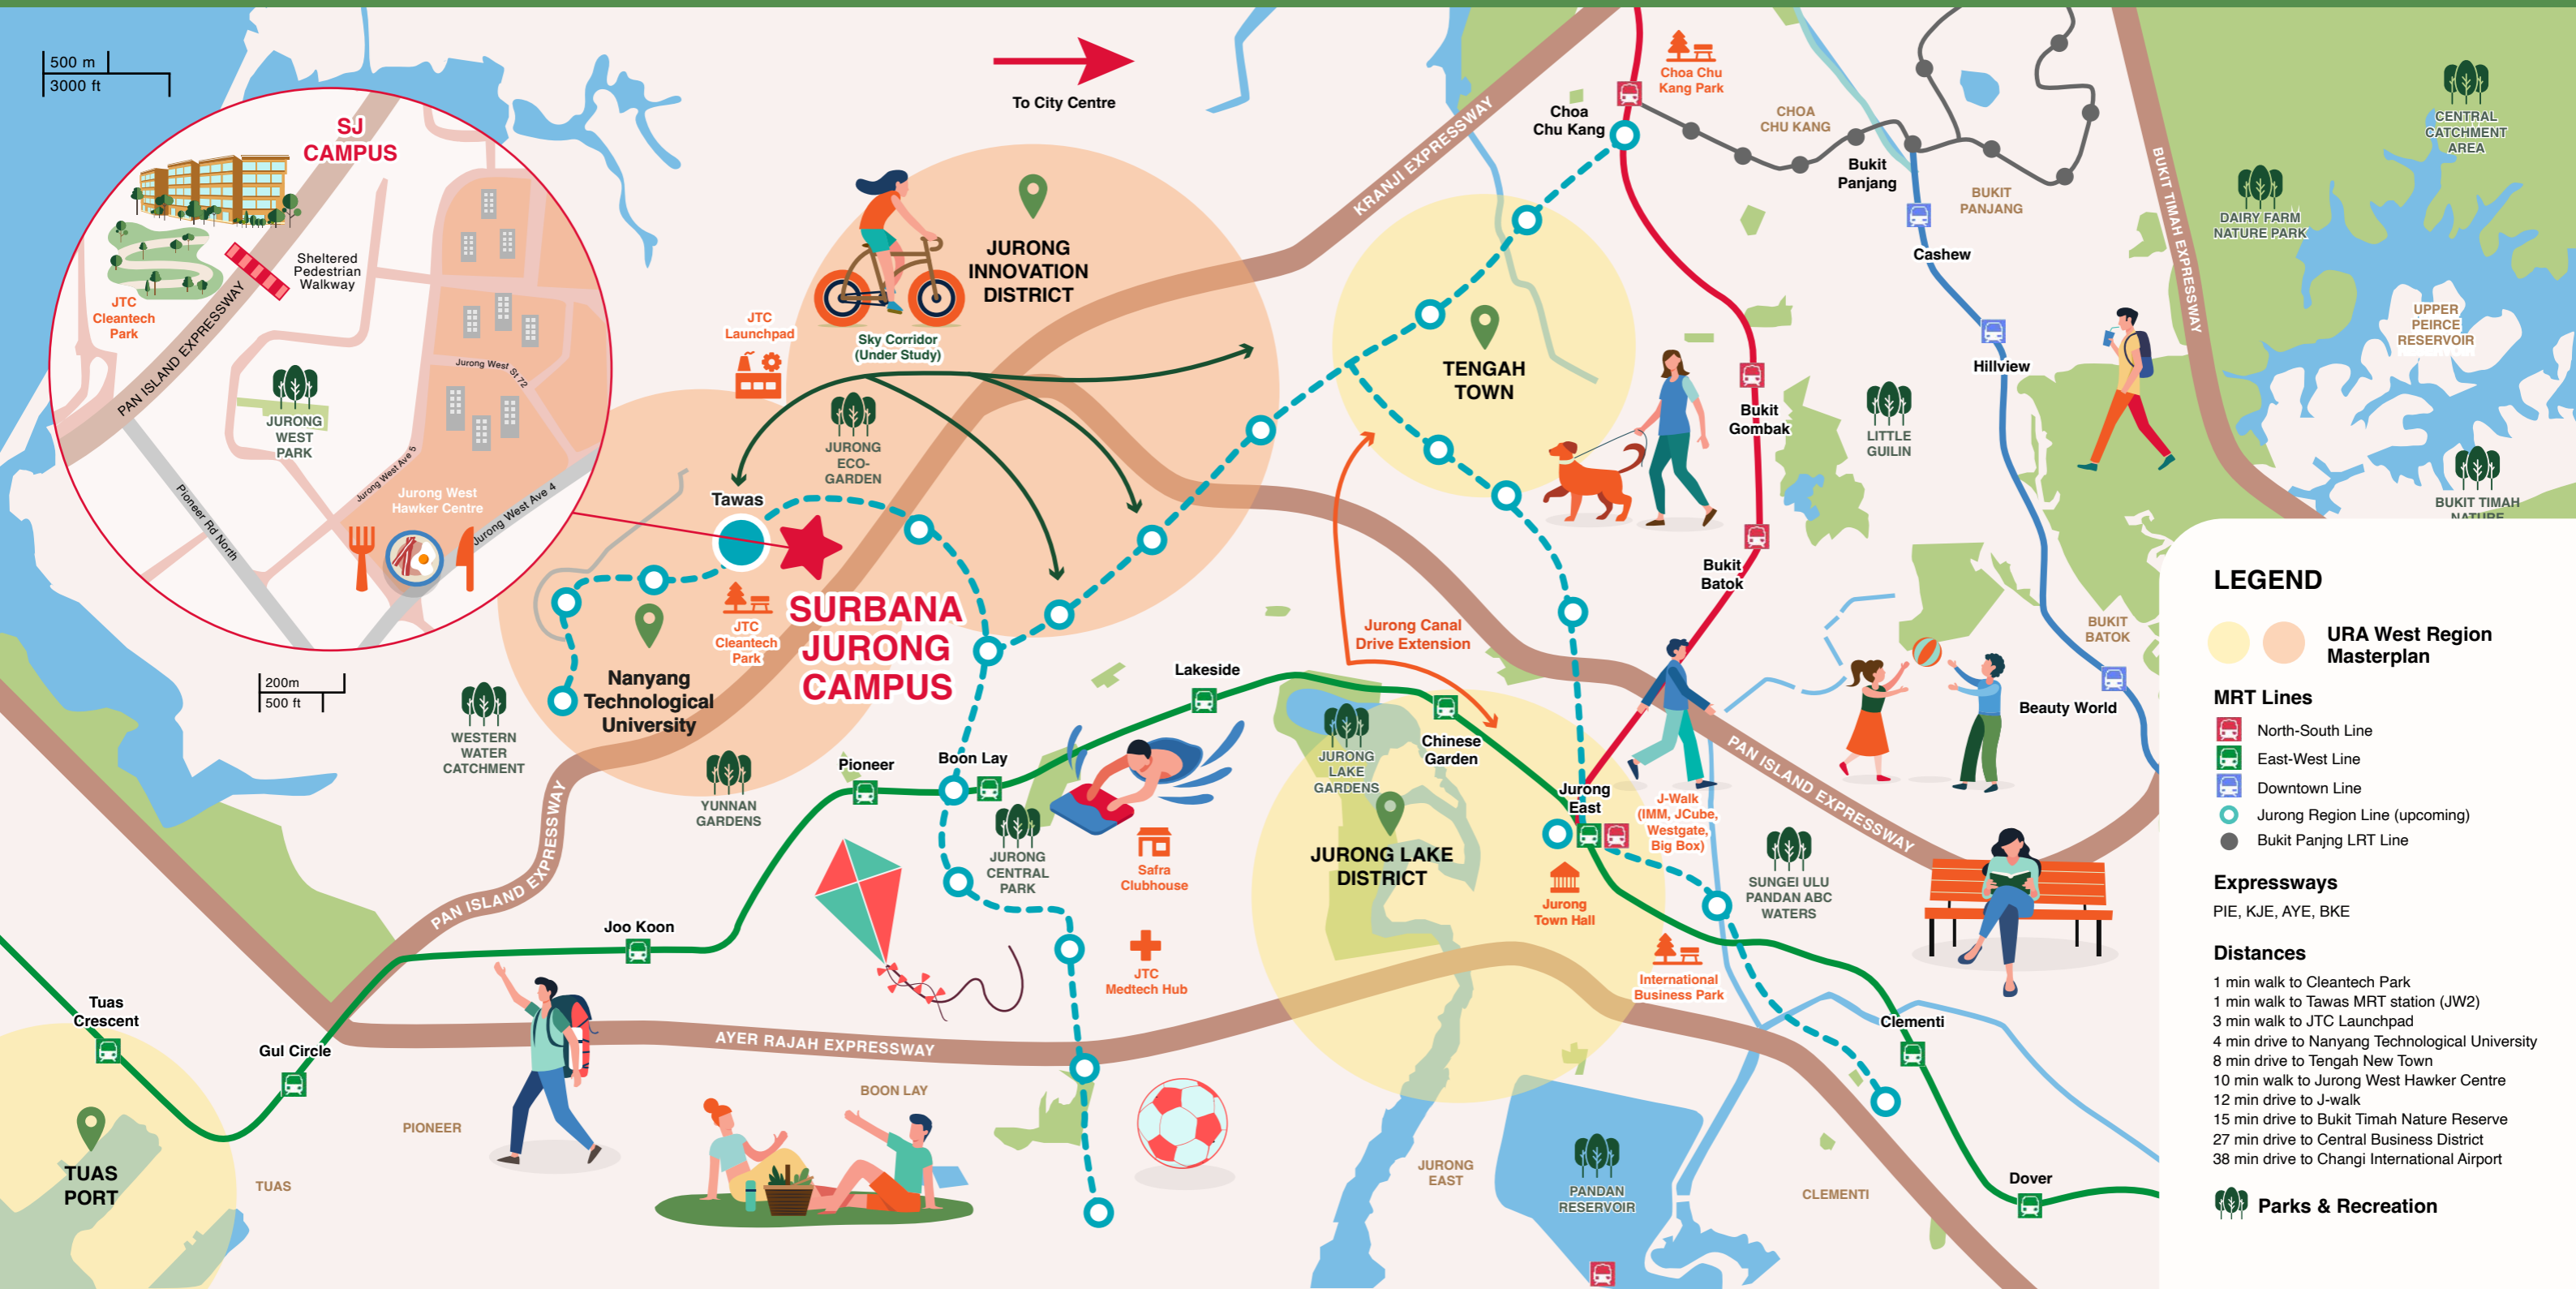 500 m
3000 ft
SJ
CAMPUS
Sheltered
Pedestrian
Walkway
JTC
Cleantech
Park
PAN ISLAND EXPRESSWAY
JURONG
WEST
PARK
Jurong West St 72
Jurong West Ave 5
Jurong West
Hawker Centre
Jurong West Ave 4
Pioneer Rd North
200m
500 ft
To City Centre
JURONG
INNOVATION
DISTRICT
JTC
Launchpad
Sky Corridor
(Under Study)
JURONG
ECO-
GARDEN
Tawas
JTC
Cleantech
Park
SURBANA
JURONG
CAMPUS
Nanyang
Technological
University
WESTERN
WATER
CATCHMENT
YUNNAN
GARDENS
PAN ISLAND EXPRESSWAY
KRANJI EXPRESSWAY
Choa
Chu Kang
Choa Chu
Kang Park
CHOA
CHU KANG
Bukit
Panjang
BUKIT
PANJANG
Cashew
Hillview
BUKIT TIMAH EXPRESSWAY
CENTRAL
CATCHMENT
AREA
DAIRY FARM
NATURE PARK
UPPER
PEIRCE
RESERVOIR
BUKIT TIMAH
NATURE
TENGAH
TOWN
Bukit
Gombak
LITTLE
GUILIN
Bukit
Batok
BUKIT
BATOK
Beauty World
Jurong Canal
Drive Extension
Lakeside
Chinese
Garden
JURONG
LAKE
GARDENS
JURONG LAKE
DISTRICT
Jurong
East
J-Walk
(IMM, JCube,
Westgate,
Big Box)
Jurong
Town Hall
PAN ISLAND EXPRESSWAY
SUNGEI ULU
PANDAN ABC
WATERS
International
Business Park
Pioneer
Boon Lay
JURONG
CENTRAL
PARK
Safra
Clubhouse
JTC
Medtech Hub
Joo Koon
Tuas
Crescent
Gul Circle
AYER RAJAH EXPRESSWAY
TUAS
PORT
TUAS
PIONEER
BOON LAY
JURONG
EAST
PANDAN
RESERVOIR
CLEMENTI
Clementi
Dover
LEGEND
URA West Region
Masterplan
MRT Lines
North-South Line
East-West Line
Downtown Line
Jurong Region Line (upcoming)
Bukit Panjng LRT Line
Expressways
PIE, KJE, AYE, BKE
Distances
1 min walk to Cleantech Park
1 min walk to Tawas MRT station (JW2)
3 min walk to JTC Launchpad
4 min drive to Nanyang Technological University
8 min drive to Tengah New Town
10 min walk to Jurong West Hawker Centre
12 min drive to J-walk
15 min drive to Bukit Timah Nature Reserve
27 min drive to Central Business District
38 min drive to Changi International Airport
Parks & Recreation